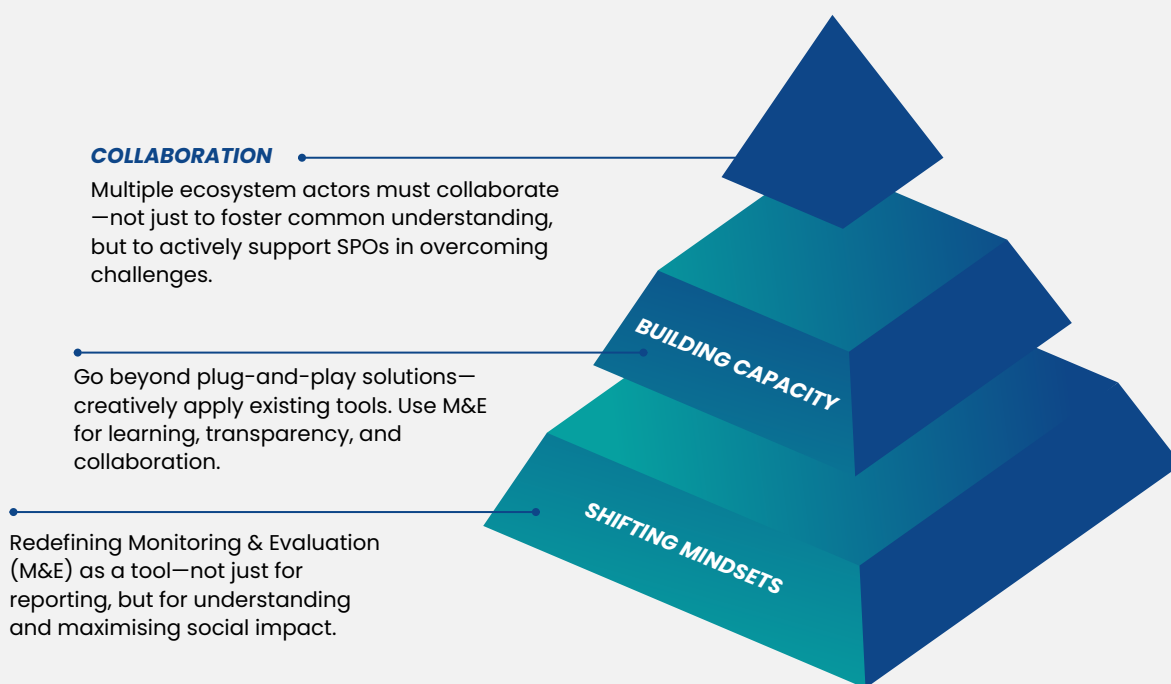 COLLABORATION
Multiple ecosystem actors must collaborate
—not just to foster common understanding,
but to actively support SPOs in overcoming
challenges.
BUILDING CAPACITY
Go beyond plug-and-play solutions—
creatively apply existing tools. Use M&E
for learning, transparency, and
collaboration.
SHIFTING MINDSETS
Redefining Monitoring & Evaluation
(M&E) as a tool—not just for
reporting, but for understanding
and maximising social impact.